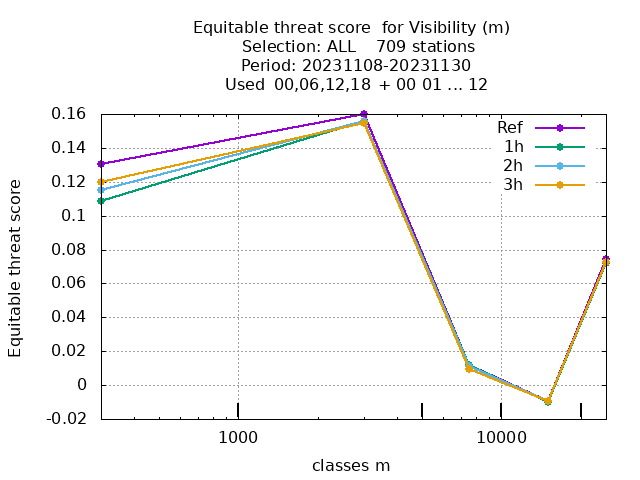 Equitable threat score  for Visibility (m)
Selection: ALL    709 stations
Period: 20231108-20231130
Used  00,06,12,18  + 00 01 ... 12
Ref
1h
2h
3h
0.16
0.14
0.12
0.1
0.08
0.06
0.04
0.02
0
-0.02
Equitable threat score
1000 10000
classes m